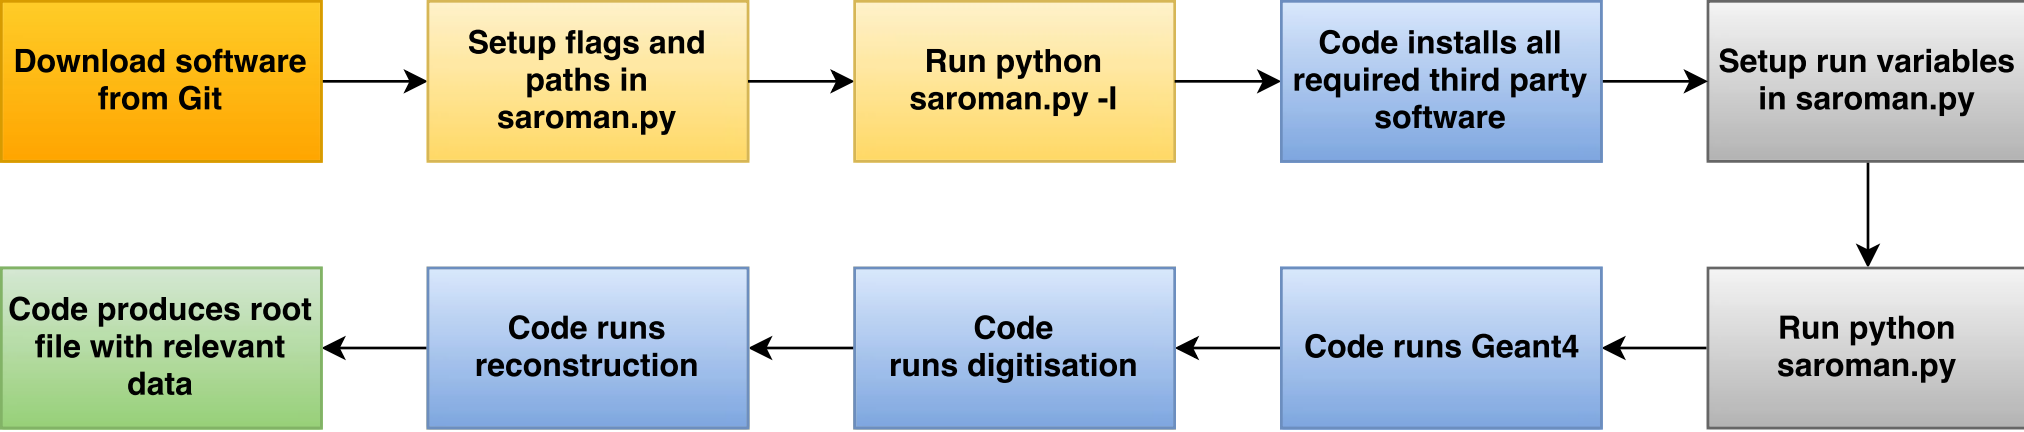 Download software
from Git
Setup flags and
paths in
saroman.py
Run python
saroman.py -I
Code installs all
required third party
software
Setup run variables
in saroman.py
Run python
saroman.py
Code runs Geant4
Code
runs digitisation
Code runs
reconstruction
Code produces root
file with relevant
data